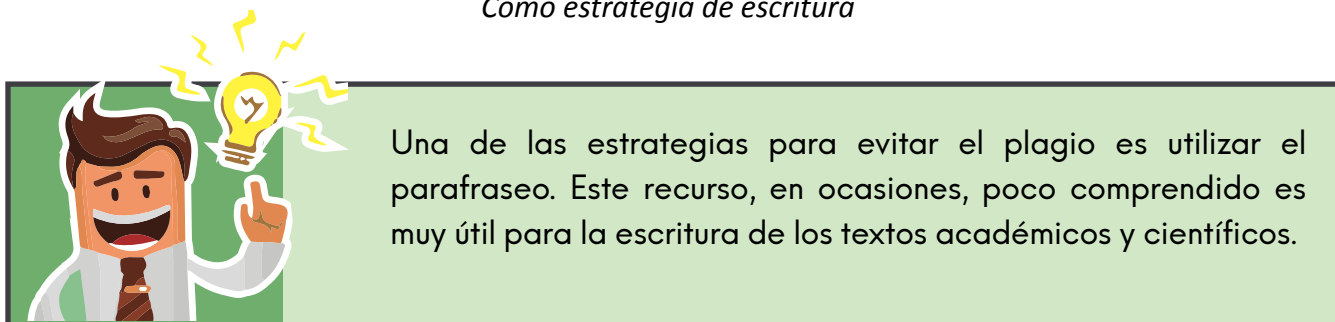 Como estrategia de escritura
Una de las estrategias para evitar el plagio es utilizar el
parafraseo. Este recurso, en ocasiones, poco comprendido es
muy útil para la escritura de los textos académicos y científicos.